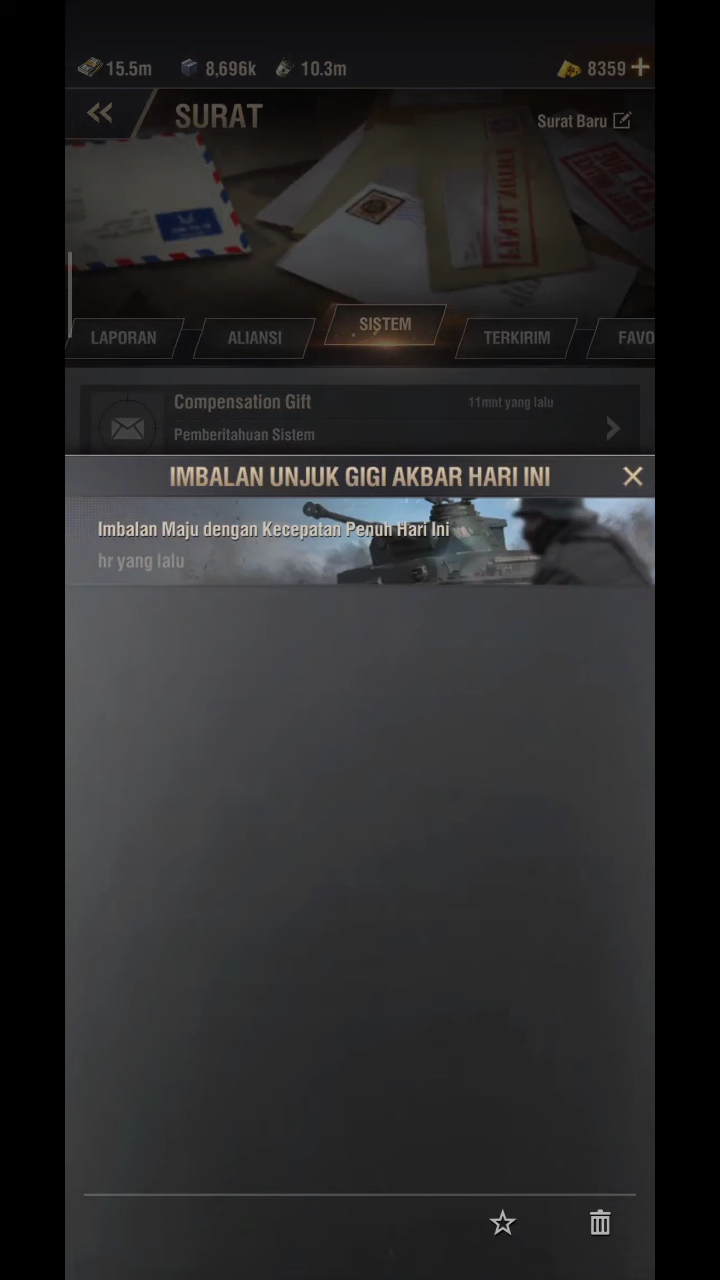 15.5m 8,696k 10.3m 8359
SURAT
Surat Baru
LAPORAN ALIANSI SISTEM TERKIRIM FAVO
Compensation Gift 11mnt yang lalu
Pemberitahuan Sistem
IMBALAN UNJUK GIGI AKBAR HARI INI
Imbalan Maju dengan Kecepatan Penuh Hari Ini
hr yang lalu